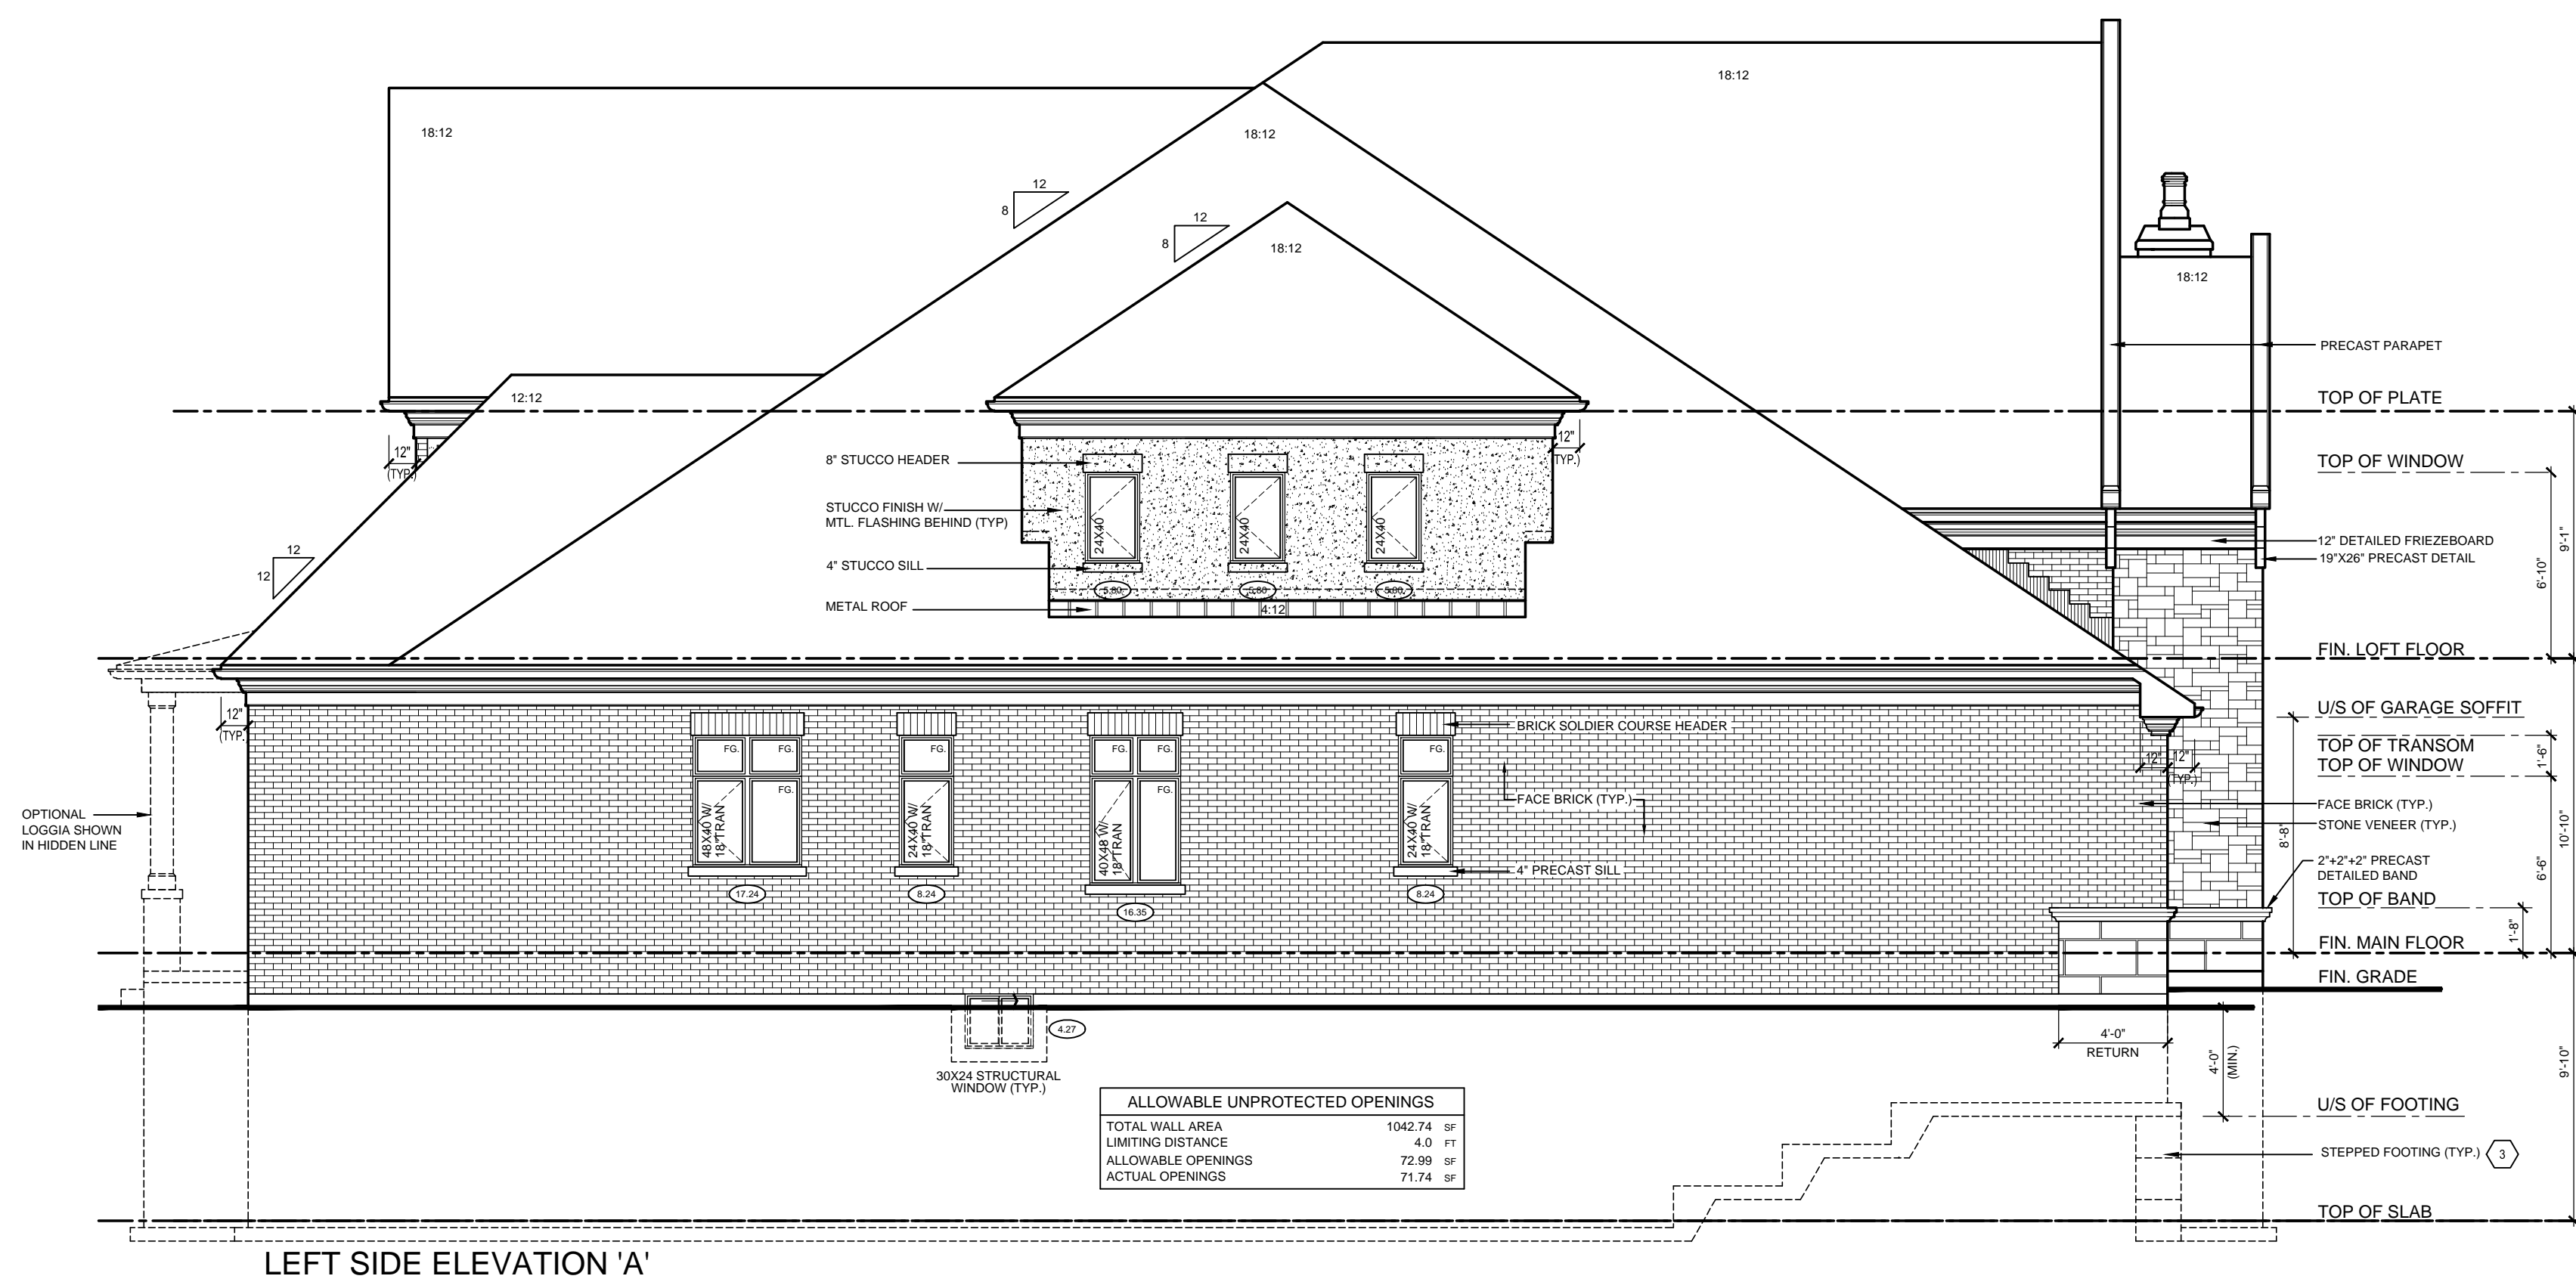 18:12
18:12
18:12
12
8
12
8
18:12
18:12
PRECAST PARAPET
12:12
TOP OF PLATE
12"
(TYP.)
12"
(TYP.)
8" STUCCO HEADER
TOP OF WINDOW
STUCCO FINISH W/
MTL. FLASHING BEHIND (TYP)
24X40
24X40
24X40
9'-1"
6'-10"
12" DETAILED FRIEZEBOARD
19"X26" PRECAST DETAIL
12
12
4" STUCCO SILL
5.80
5.80
5.80
METAL ROOF
4:12
FIN. LOFT FLOOR
U/S OF GARAGE SOFFIT
12"
(TYP.)
BRICK SOLDIER COURSE HEADER
FG.
FG.
FG.
FG.
FG.
FG.
FG.
FG.
TOP OF TRANSOM
TOP OF WINDOW
1'-6"
12"
12"
(TYP.)
48X40 W/
18"TRAN
24X40 W/
18"TRAN
40X48 W/
18"TRAN
24X40 W/
18"TRAN
FACE BRICK (TYP.)
FACE BRICK (TYP.)
STONE VENEER (TYP.)
OPTIONAL
LOGGIA SHOWN
IN HIDDEN LINE
8'-8"
10'-10"
6'-6"
4" PRECAST SILL
2"+2"+2" PRECAST
DETAILED BAND
17.24
8.24
16.35
8.24
TOP OF BAND
1'-8"
FIN. MAIN FLOOR
FIN. GRADE
4.27
30X24 STRUCTURAL
WINDOW (TYP.)
4'-0"
RETURN
4'-0"
(MIN.)
9'-10"
ALLOWABLE UNPROTECTED OPENINGS
TOTAL WALL AREA 1042.74 SF
LIMITING DISTANCE 4.0 FT
ALLOWABLE OPENINGS 72.99 SF
ACTUAL OPENINGS 71.74 SF
U/S OF FOOTING
STEPPED FOOTING (TYP.) 3
TOP OF SLAB
LEFT SIDE ELEVATION 'A'